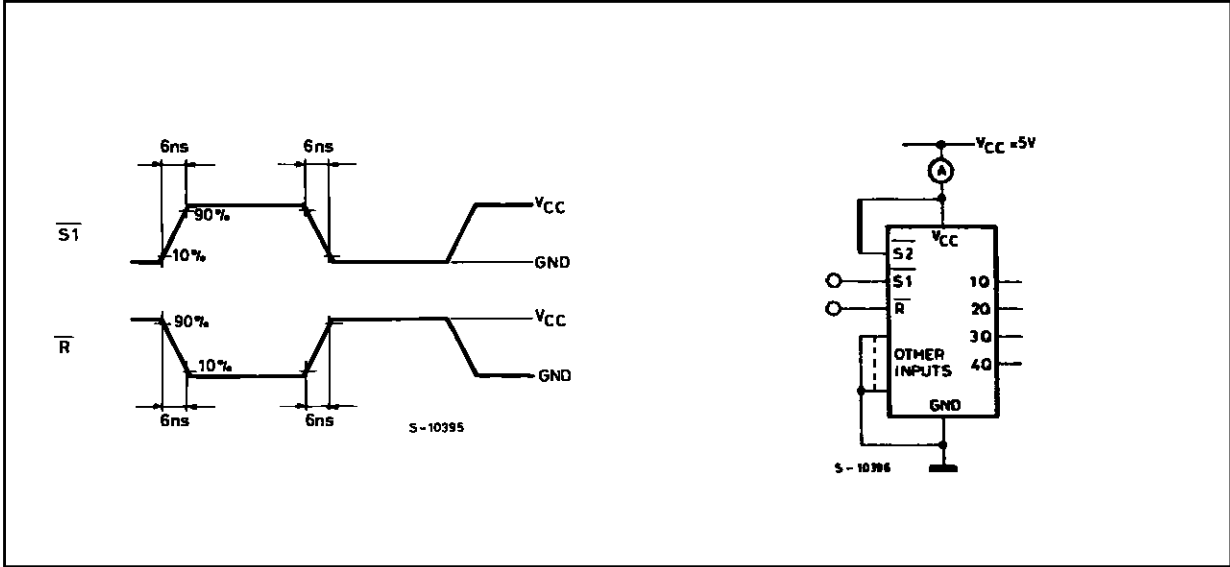 6ns 6ns
S1
90%
10%
VCC
GND
R
90%
10%
VCC
GND
6ns 6ns
S-10395
VCC =5V
A
VCC
S2
S1
R
OTHER
INPUTS
1Q
2Q
3Q
4Q
GND
S-10396